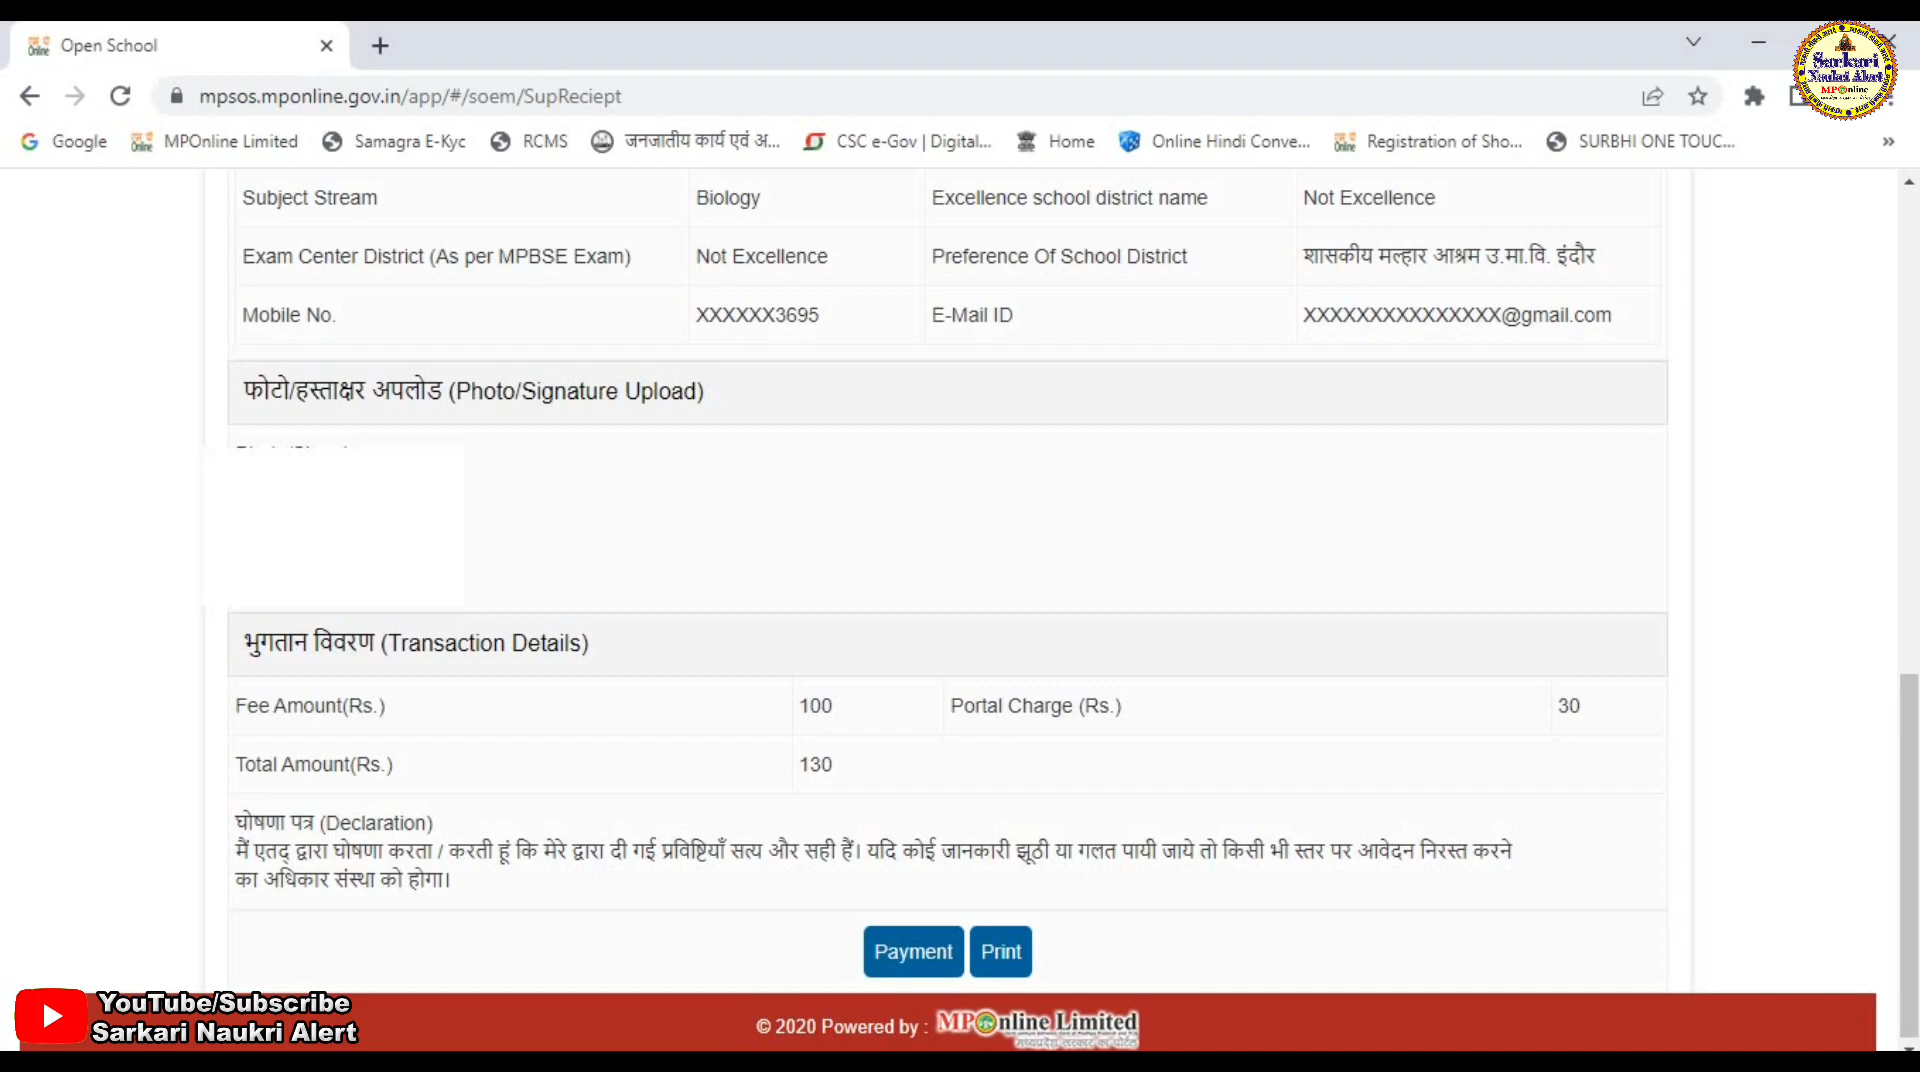 Open School
Sarkari
Naukri Alert
MPOnline
mpsos.mponline.gov.in/app/#/soem/SupReciept
Google
MPOnline Limited
Samagra E-Kyc
RCMS
जनजातीय कार्य एवं अ...
CSC e-Gov | Digital...
Home
Online Hindi Conve...
Registration of Sho...
SURBHI ONE TOUC...
Subject Stream Biology Excellence school district name Not Excellence
Exam Center District (As per MPBSE Exam) Not Excellence Preference Of School District शासकीय मल्हार आश्रम उ.मा.वि. इंदौर
Mobile No. XXXXXX3695 E-Mail ID XXXXXXXXXXXXXXX@gmail.com
फोटो/हस्ताक्षर अपलोड (Photo/Signature Upload)
भुगतान विवरण (Transaction Details)
Fee Amount(Rs.) 100 Portal Charge (Rs.) 30
Total Amount(Rs.) 130
घोषणा पत्र (Declaration)
मैं एतद् द्वारा घोषणा करता / करती हूं कि मेरे द्वारा दी गई प्रविष्टियाँ सत्य और सही हैं। यदि कोई जानकारी झूठी या गलत पायी जाये तो किसी भी स्तर पर आवेदन निरस्त करने
का अधिकार संस्था को होगा।
Payment Print
YouTube/Subscribe
Sarkari Naukri Alert
© 2020 Powered by : MPOnline Limited